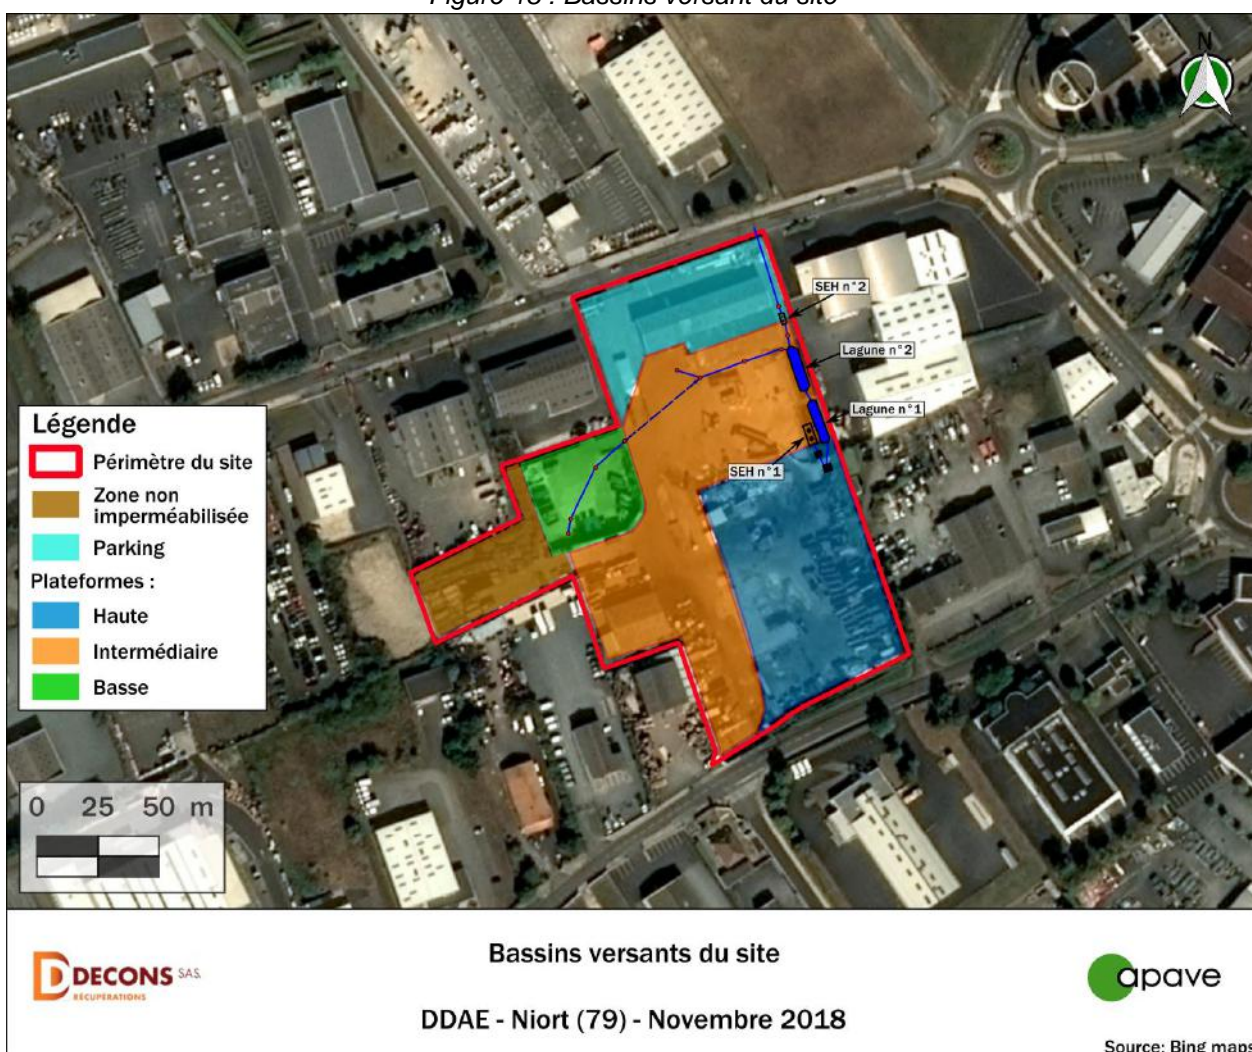 Figure 18 : Bassins versant du site
N
SEH n°2
Lagune n°2
Lagune n°1
SEH n°1
Légende
Périmètre du site
Zone non
imperméabilisée
Parking
Plateformes :
Haute
Intermédiaire
Basse
0 25 50 m
Bassins versants du site
DECONS SAS
RÉCUPÉRATIONS
apave
DDAE - Niort (79) - Novembre 2018
Source: Bing maps